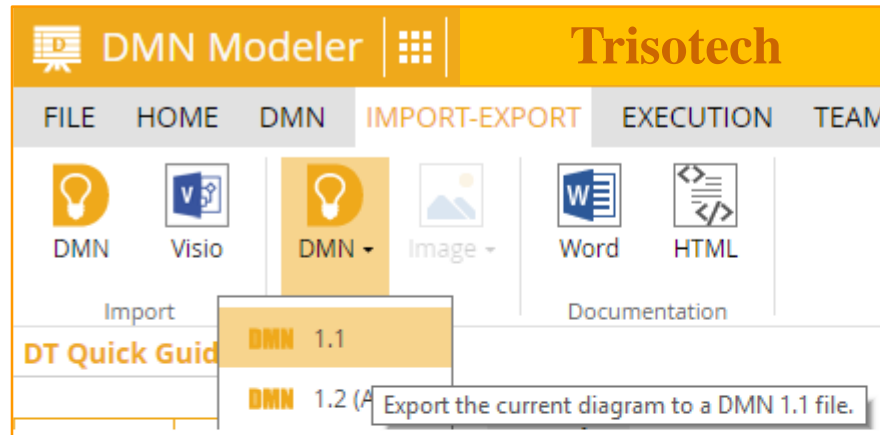 DMN Modeler
Trisotech
FILE HOME DMN IMPORT-EXPORT EXECUTION TEAM
DMN Visio DMN Image Word HTML
Import Documentation
DT Quick Guid
DMN 1.1
DMN 1.2 (A
Export the current diagram to a DMN 1.1 file.